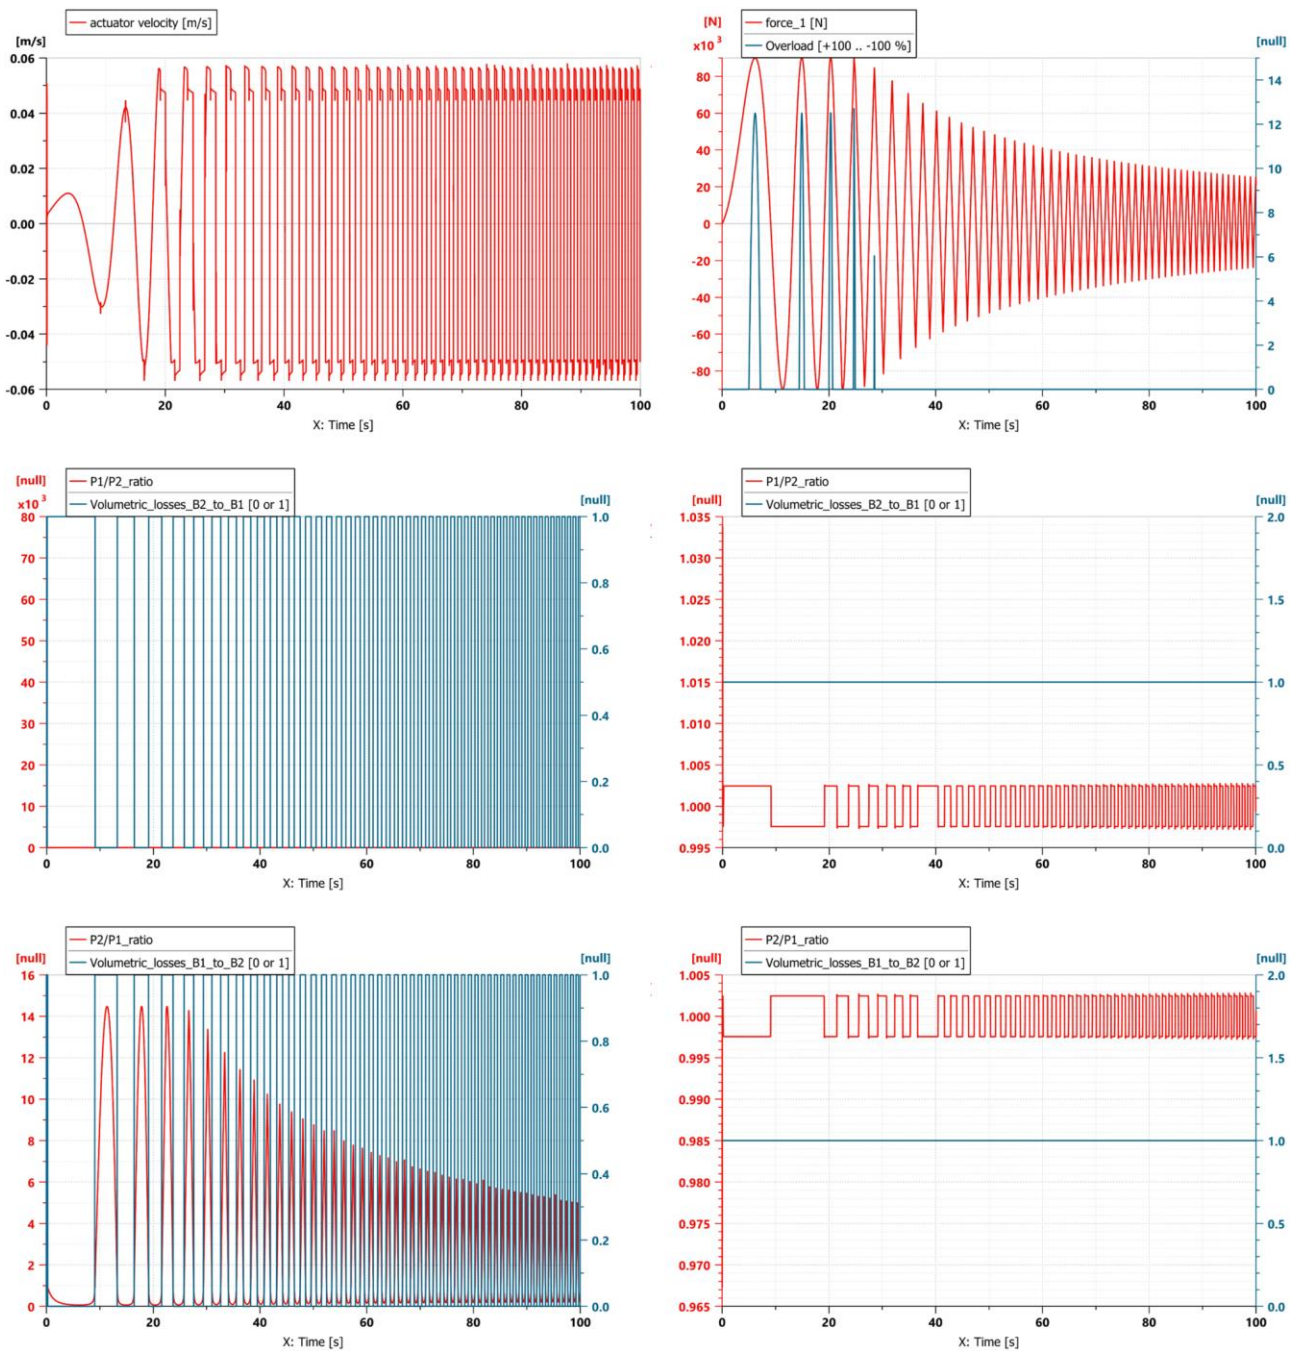 actuator velocity [m/s]
[m/s]
0.06
0.04
0.02
0.00
-0.02
-0.04
-0.06
0 20 40 60 80 100
X: Time [s]
force_1 [N]
Overload [+100 .. -100 %]
[N]
x10 3
[null]
80
60
40
20
0
-20
-40
-60
-80
14
12
10
8
6
4
2
0
0 20 40 60 80 100
X: Time [s]
P1/P2_ratio
Volumetric_losses_B2_to_B1 [0 or 1]
[null]
x10 3
[null]
80
70
60
50
40
30
20
10
0
1.0
0.8
0.6
0.4
0.2
0.0
0 20 40 60 80 100
X: Time [s]
P1/P2_ratio
Volumetric_losses_B2_to_B1 [0 or 1]
[null]
[null]
1.035
1.030
1.025
1.020
1.015
1.010
1.005
1.000
0.995
2.0
1.5
1.0
0.5
0.0
0 20 40 60 80 100
X: Time [s]
P2/P1_ratio
Volumetric_losses_B1_to_B2 [0 or 1]
[null]
[null]
16
14
12
10
8
6
4
2
0
1.0
0.8
0.6
0.4
0.2
0.0
0 20 40 60 80 100
X: Time [s]
P2/P1_ratio
Volumetric_losses_B1_to_B2 [0 or 1]
[null]
[null]
1.005
1.000
0.995
0.990
0.985
0.980
0.975
0.970
0.965
2.0
1.5
1.0
0.5
0.0
0 20 40 60 80 100
X: Time [s]